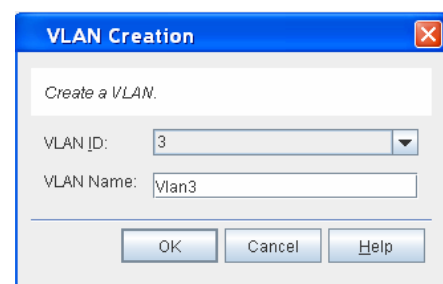 VLAN Creation
Create a VLAN.
VLAN ID: 3
VLAN Name: Vlan3
OK Cancel Help